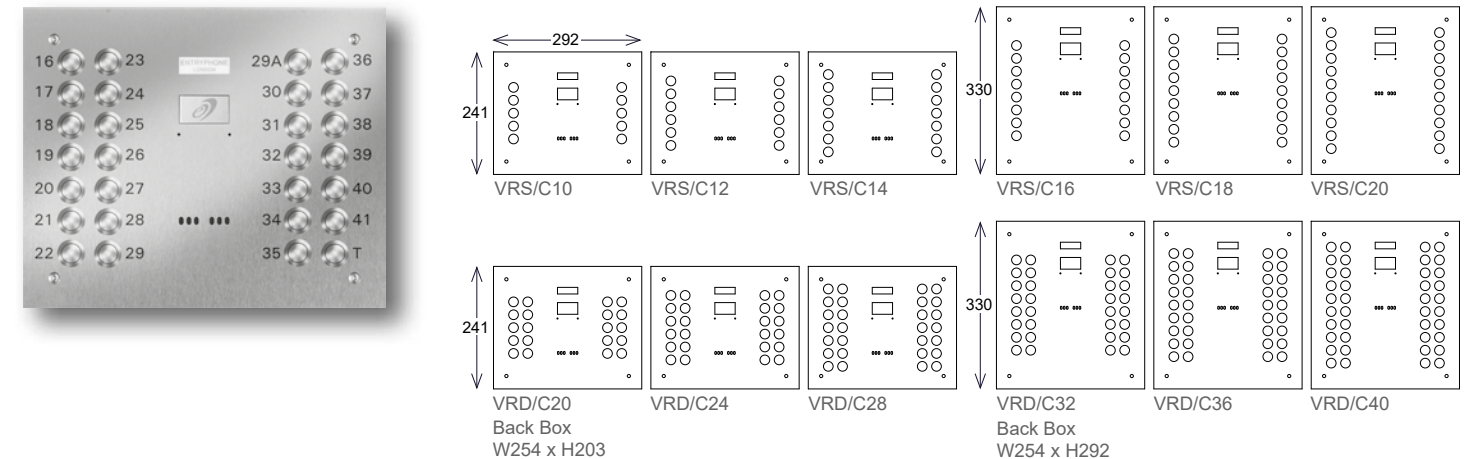 16 23 29A 36
ENTRYPHONE
LONDON
17 24 30 37
18 25 31 38
19 26 32 39
20 27 33 40
21 28 34 41
22 29 35 T
292
241
VRS/C10 VRS/C12 VRS/C14
330
VRS/C16 VRS/C18 VRS/C20
241
VRD/C20 VRD/C24 VRD/C28
Back Box
W254 x H203
330
VRD/C32 VRD/C36 VRD/C40
Back Box
W254 x H292